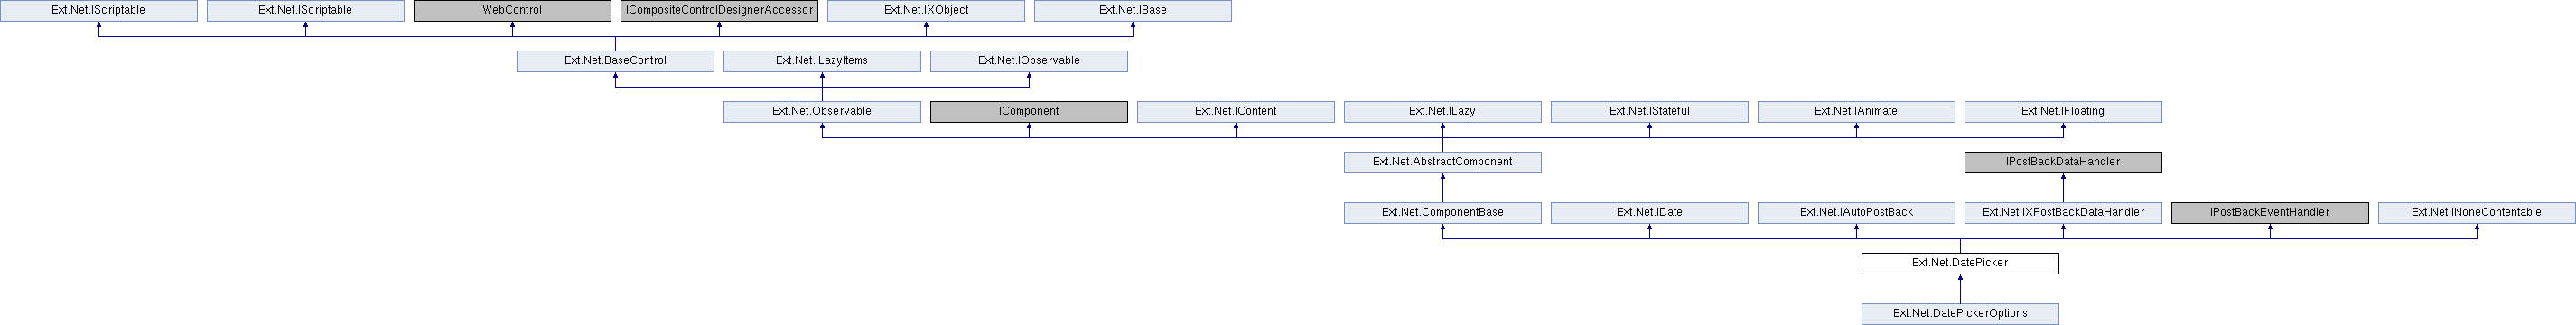 Ext.Net.IScriptable
Ext.Net.IScriptable
WebControl
ICompositeControlDesignerAccessor
Ext.Net.IXObject
Ext.Net.IBase
Ext.Net.BaseControl
Ext.Net.ILazyItems
Ext.Net.IObservable
Ext.Net.Observable
IComponent
Ext.Net.IContent
Ext.Net.ILazy
Ext.Net.IStateful
Ext.Net.IAnimate
Ext.Net.IFloating
Ext.Net.AbstractComponent
IPostBackDataHandler
Ext.Net.ComponentBase
Ext.Net.IDate
Ext.Net.IAutoPostBack
Ext.Net.IXPostBackDataHandler
IPostBackEventHandler
Ext.Net.INoneContentable
Ext.Net.DatePicker
Ext.Net.DatePickerOptions